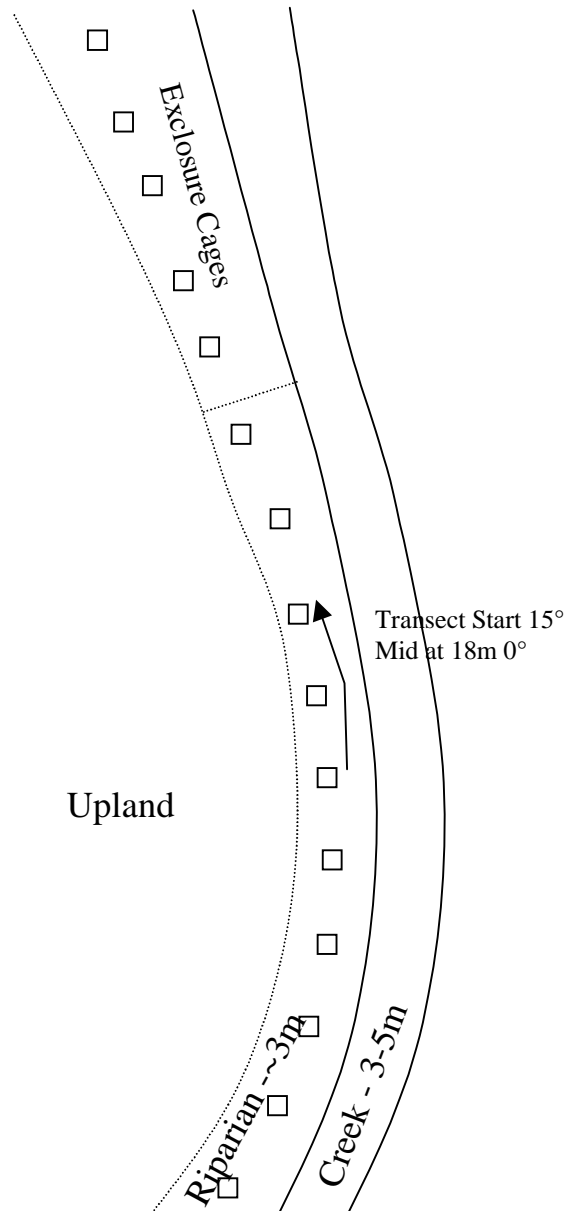 Exclosure Cages
Transect Start 15°
Mid at 18m 0°
Upland
Riparian -~3m
Creek - 3-5m